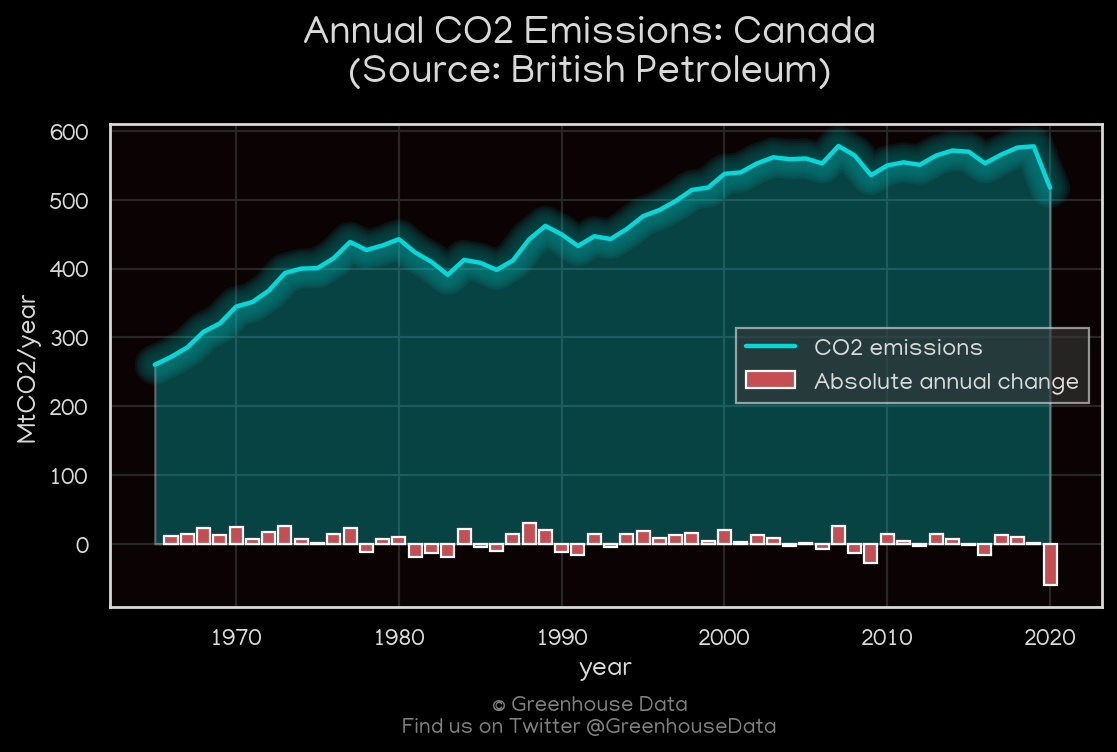 Annual CO2 Emissions: Canada
(Source: British Petroleum)
600
500
400
300
200
100
0
MtCO2/year
CO2 emissions
Absolute annual change
1970 1980 1990 2000 2010 2020
year
© Greenhouse Data
Find us on Twitter @GreenhouseData